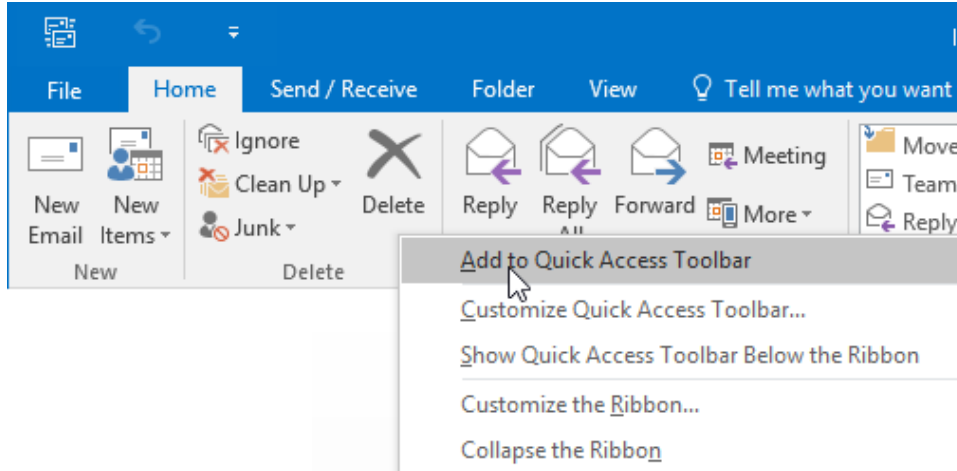 File Home Send / Receive Folder View Tell me what you want
Ignore
Clean Up
Junk
New
Email
New
Items
Delete
Reply
Reply
All
Forward
Meeting
More
Move
Team
Reply
New
Delete
Add to Quick Access Toolbar
Customize Quick Access Toolbar...
Show Quick Access Toolbar Below the Ribbon
Customize the Ribbon...
Collapse the Ribbon